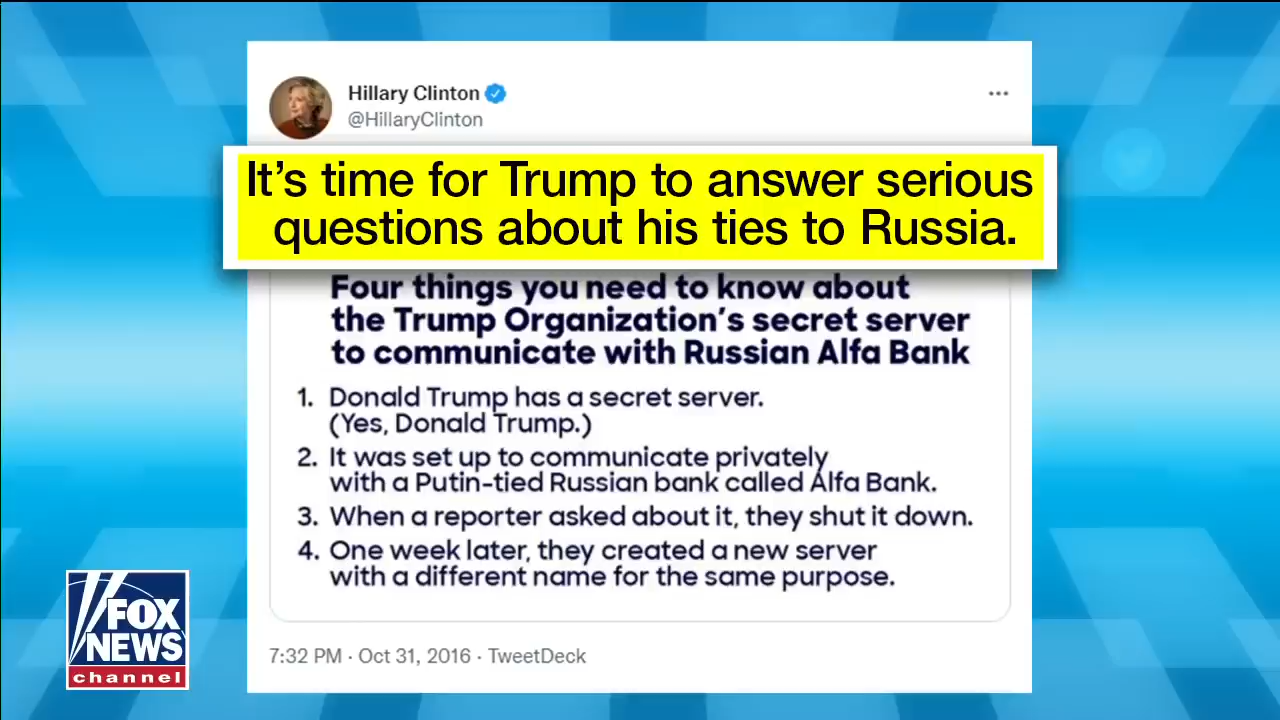 Hillary Clinton
@HillaryClinton
It's time for Trump to answer serious
questions about his ties to Russia.
Four things you need to know about
the Trump Organization's secret server
to communicate with Russian Alfa Bank
1. Donald Trump has a secret server.
(Yes, Donald Trump.)
2. It was set up to communicate privately
with a Putin-tied Russian bank called Alfa Bank.
3. When a reporter asked about it, they shut it down.
4. One week later, they created a new server
with a different name for the same purpose.
7:32 PM · Oct 31, 2016 · TweetDeck
FOX
NEWS
channel